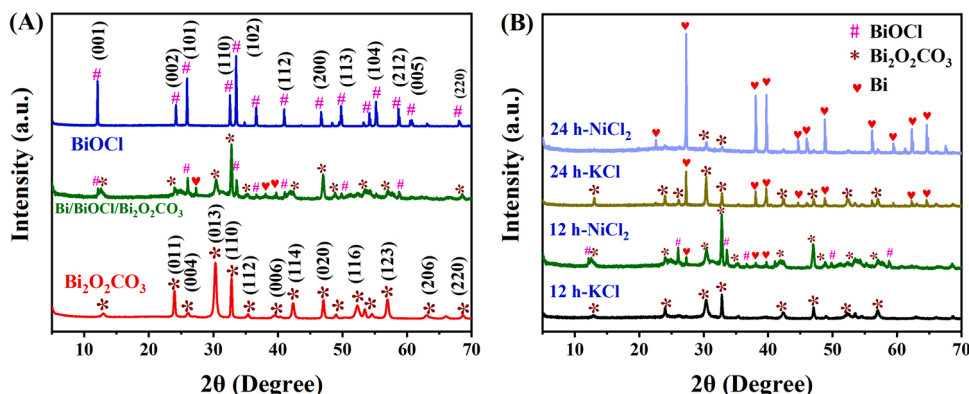 (A)
Intensity (a.u.)
(001)
(002)
(101)
(110)
(102)
(112)
(200)
(113)
(104)
(212)
(005)
(220)
# # # # # # # # # # # #
BiOCl
# * # ♥ * # * # ♥ ♥ # * * * # * * * # *
Bi/BiOCl/Bi₂O₂CO₃
(011)
(004)
(013)
(110)
(112)
(006)
(114)
(020)
(116)
(123)
(206)
(220)
* * * * * * * * * * * * * * *
Bi₂O₂CO₃
10 20 30 40 50 60 70
2θ (Degree)
(B)
Intensity (a.u.)
# BiOCl
* Bi₂O₂CO₃
♥ Bi
24 h-NiCl₂
24 h-KCl
12 h-NiCl₂
12 h-KCl
10 20 30 40 50 60 70
2θ (Degree)